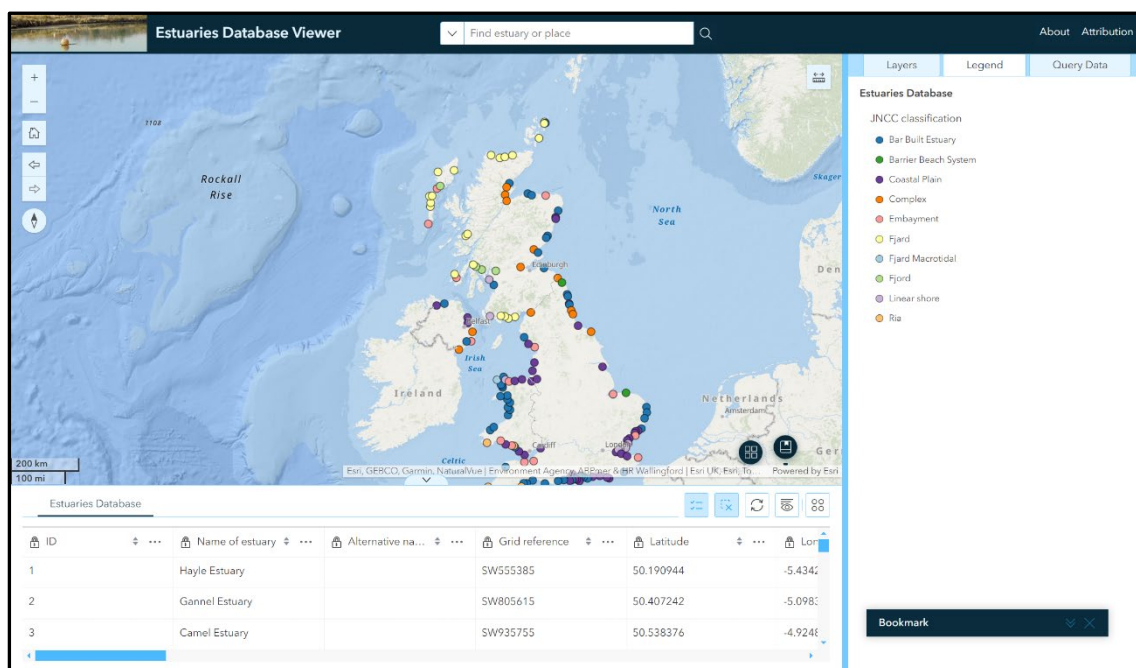 Estuaries Database Viewer
Find estuary or place
About Attribution
Layers Legend Query Data
Estuaries Database
JNCC classification
Bar Built Estuary
Barrier Beach System
Coastal Plain
Complex
Embayment
Fjard
Fjard Macrotidal
Fjord
Linear shore
Ria
Rockall
Rise
North
Sea
Skager
Den
Edinburgh
Belfast
Irish
Sea
Ireland
Netherlands
Amsterdam
Cardiff
London
Celtic
Ger
200 km
100 mi
Esri, GEBCO, Garmin, NaturalVue | Environment Agency, ABPmer & HR Wallingford | Esri UK, Esri, To... Powered by Esri
Estuaries Database
ID ... Name of estuary ... Alternative na... ... Grid reference ... Latitude ... Lon
1 Hayle Estuary SW555385 50.190944 -5.4342
2 Gannel Estuary SW805615 50.407242 -5.0983
3 Camel Estuary SW935755 50.538376 -4.9248
Bookmark